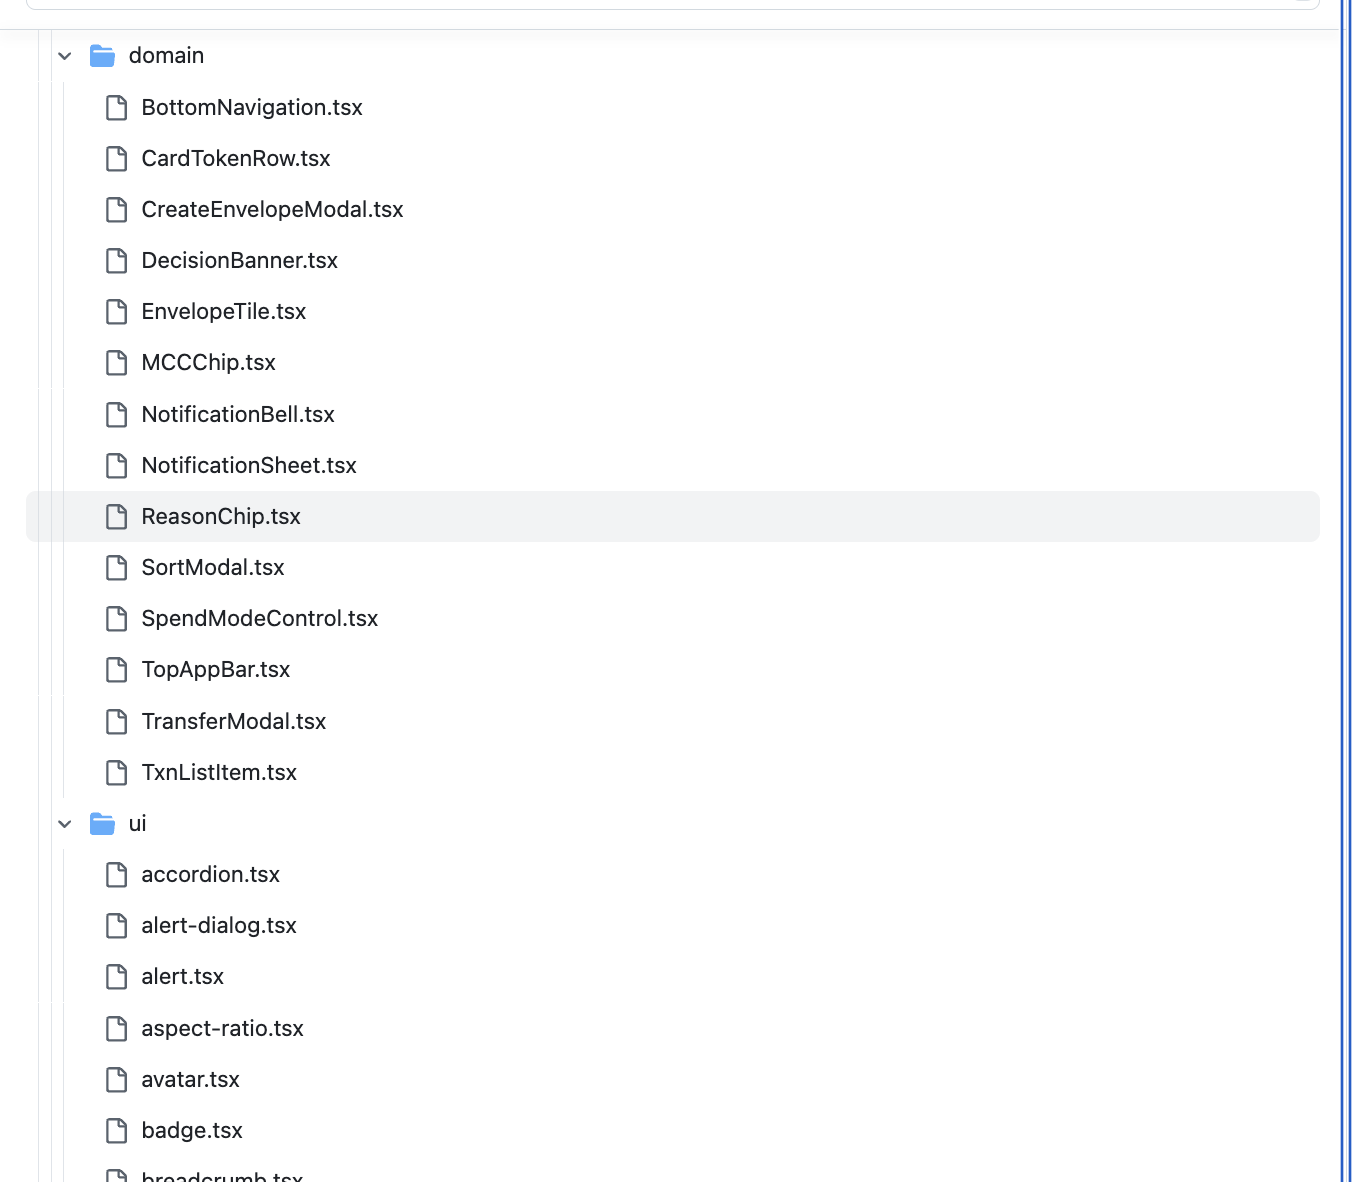 domain
BottomNavigation.tsx
CardTokenRow.tsx
CreateEnvelopeModal.tsx
DecisionBanner.tsx
EnvelopeTile.tsx
MCCChip.tsx
NotificationBell.tsx
NotificationSheet.tsx
ReasonChip.tsx
SortModal.tsx
SpendModeControl.tsx
TopAppBar.tsx
TransferModal.tsx
TxnListItem.tsx
ui
accordion.tsx
alert-dialog.tsx
alert.tsx
aspect-ratio.tsx
avatar.tsx
badge.tsx
breadcrumb.tsx